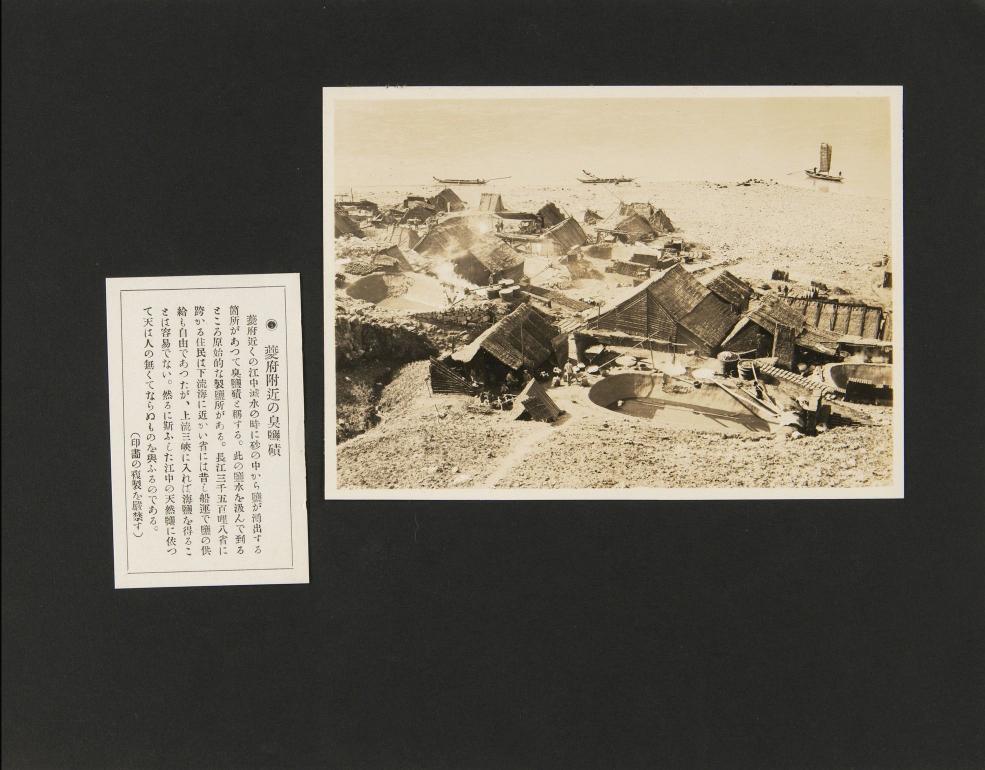 ●夔府附近の臭鹽磧
夔府近くの江中減水の時に砂の中から鹽が湧出する
箇所があつて臭鹽磧と稱する。此の鹽水を汲んで到る
ところ原始的な製鹽所がある。長江三千五百哩八省に
跨がる住民は下流海に近かい省には昔し船運で鹽の供
給も自由であつたが、上流三峽に入れば海鹽を得るこ
とは容易でない。然るに斯ふした江中の天然鹽に依つ
て天は人の無くてならぬものを與ふるのである。
（印畵の複製を嚴禁す）